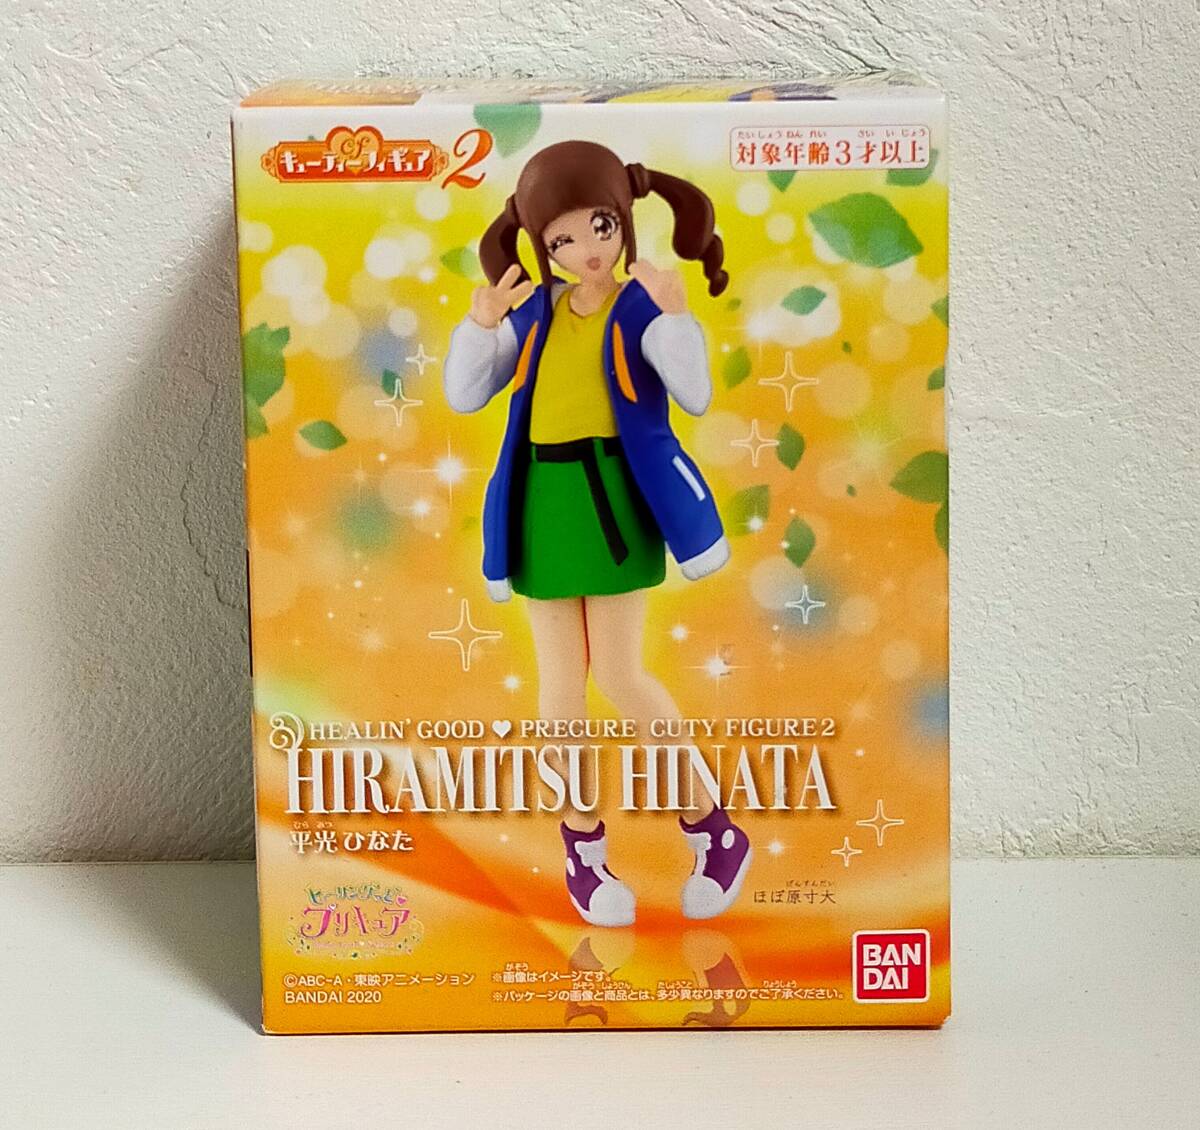 cf
キューティーフィギュア 2
たいしょうねんれい さいいじょう
対象年齢3才以上
HEALIN' GOOD ♥ PRECURE CUTY FIGURE 2
HIRAMITSU HINATA
ひら みつ
平光 ひなた
げんすんだい
ほぼ原寸大
ヒーリングっど♥
プリキュア
©ABC-A・東映アニメーション
BANDAI 2020
がぞう
※画像はイメージです。
がぞう しょうひん たしょうこと りょうしょう
※パッケージの画像と商品とは、多少異なりますのでご了承ください。
BAN
DAI